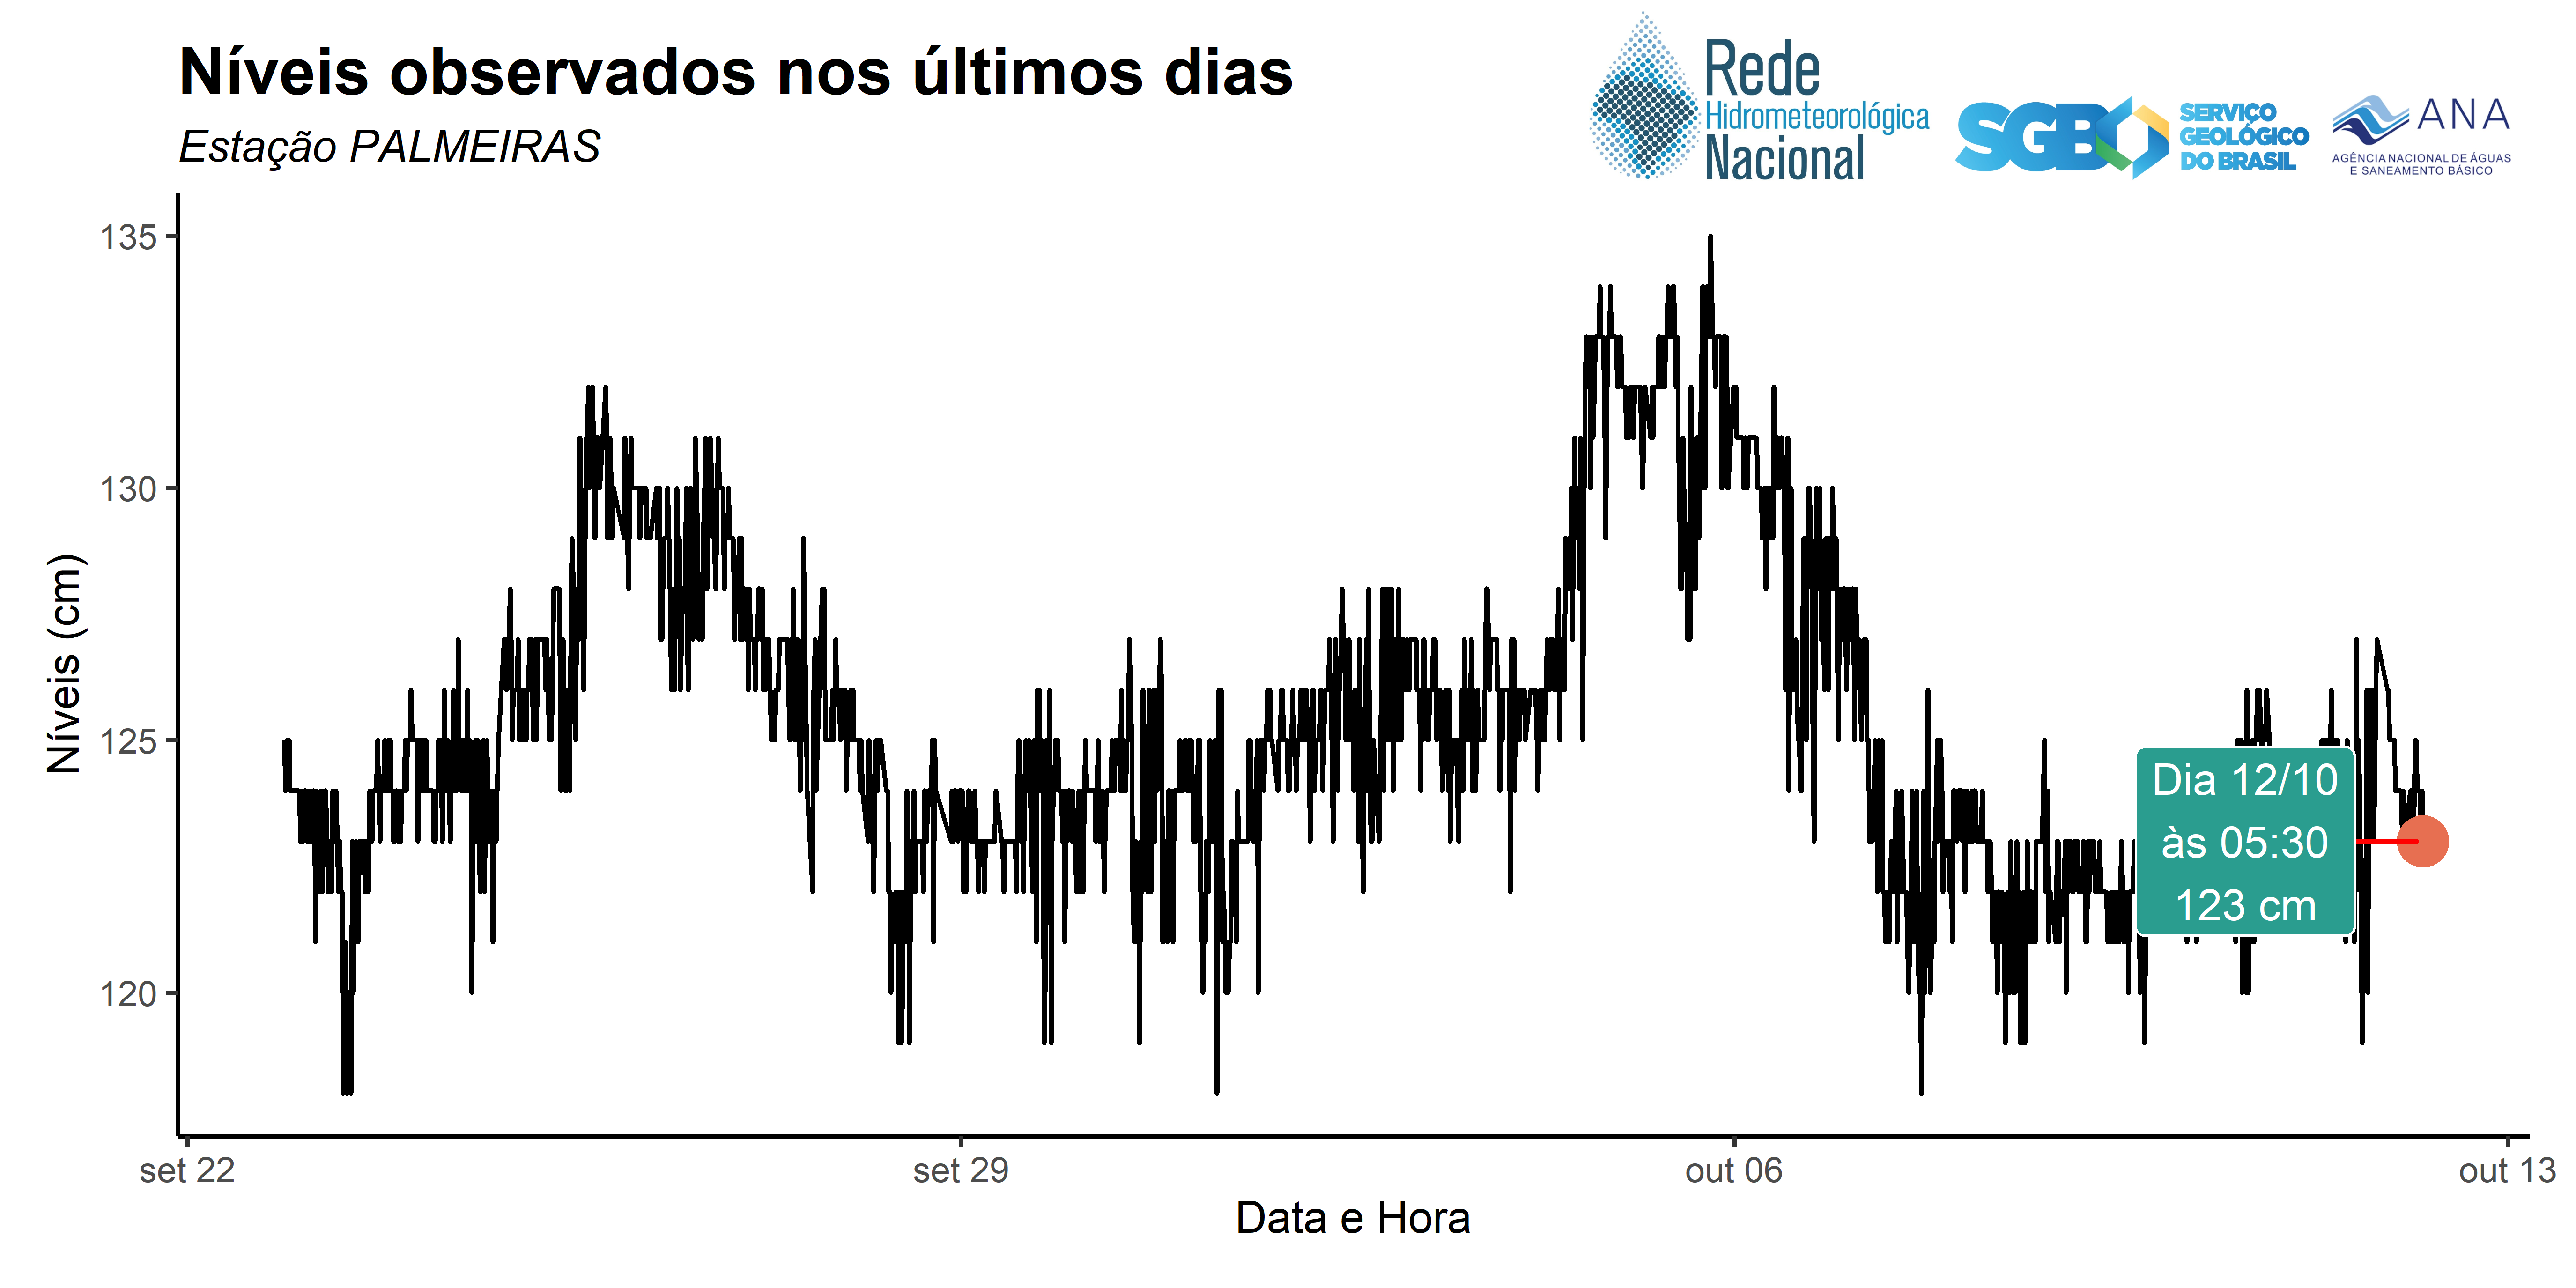 Níveis observados nos últimos dias
Estação PALMEIRAS
Rede
Hidrometeorológica
Nacional
SGB
SERVIÇO
GEOLÓGICO
DO BRASIL
ANA
AGÊNCIA NACIONAL DE ÁGUAS
E SANEAMENTO BÁSICO
Níveis (cm)
135
130
125
120
Dia 12/10
às 05:30
123 cm
set 22
set 29
out 06
out 13
Data e Hora